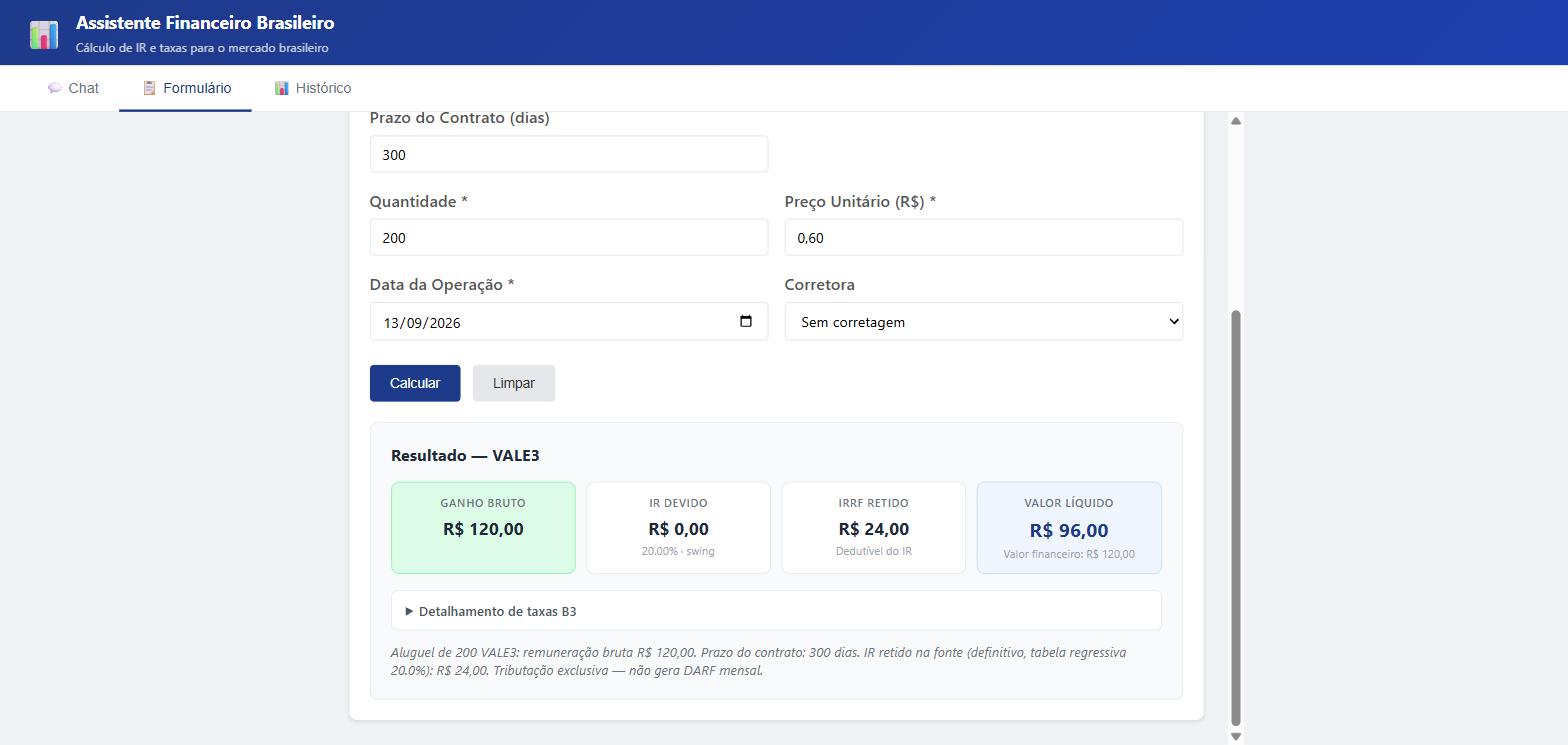 Assistente Financeiro Brasileiro
Cálculo de IR e taxas para o mercado brasileiro
Chat
Formulário
Histórico
Prazo do Contrato (dias)
300
Quantidade *
Preço Unitário (R$) *
200
0,60
Data da Operação *
Corretora
13/09/2026
Sem corretagem
Calcular
Limpar
Resultado — VALE3
GANHO BRUTO
R$ 120,00
IR DEVIDO
R$ 0,00
20.00% · swing
IRRF RETIDO
R$ 24,00
Dedutível do IR
VALOR LÍQUIDO
R$ 96,00
Valor financeiro: R$ 120,00
Detalhamento de taxas B3
Aluguel de 200 VALE3: remuneração bruta R$ 120,00. Prazo do contrato: 300 dias. IR retido na fonte (definitivo, tabela regressiva
20.0%): R$ 24,00. Tributação exclusiva — não gera DARF mensal.